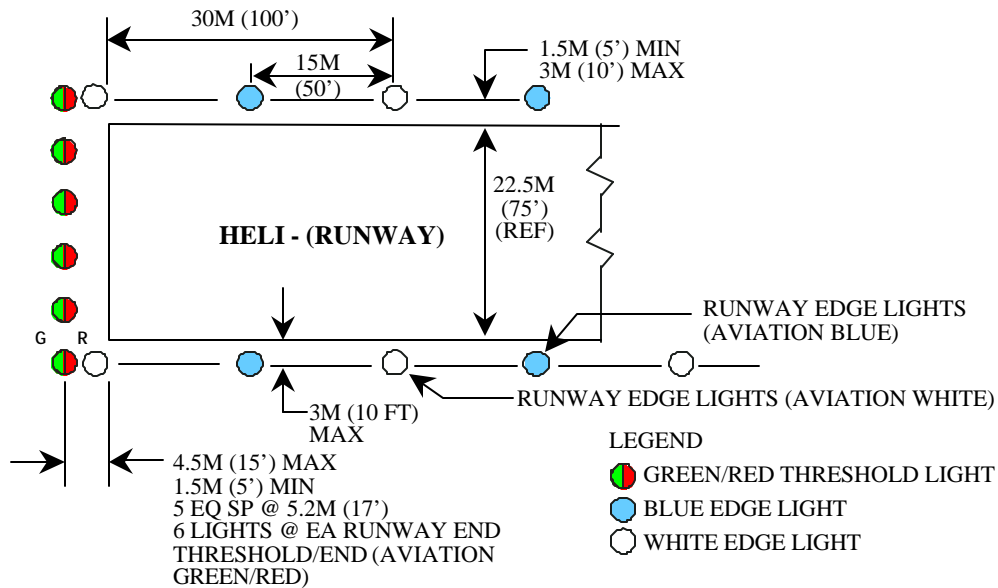 30M (100’)
15M
(50’)
1.5M (5’) MIN
3M (10’) MAX
22.5M
(75’)
(REF)
HELI - (RUNWAY)
G R
RUNWAY EDGE LIGHTS
(AVIATION BLUE)
RUNWAY EDGE LIGHTS (AVIATION WHITE)
3M (10 FT)
MAX
4.5M (15’) MAX
1.5M (5’) MIN
5 EQ SP @ 5.2M (17’)
6 LIGHTS @ EA RUNWAY END
THRESHOLD/END (AVIATION
GREEN/RED)
LEGEND
GREEN/RED THRESHOLD LIGHT
BLUE EDGE LIGHT
WHITE EDGE LIGHT